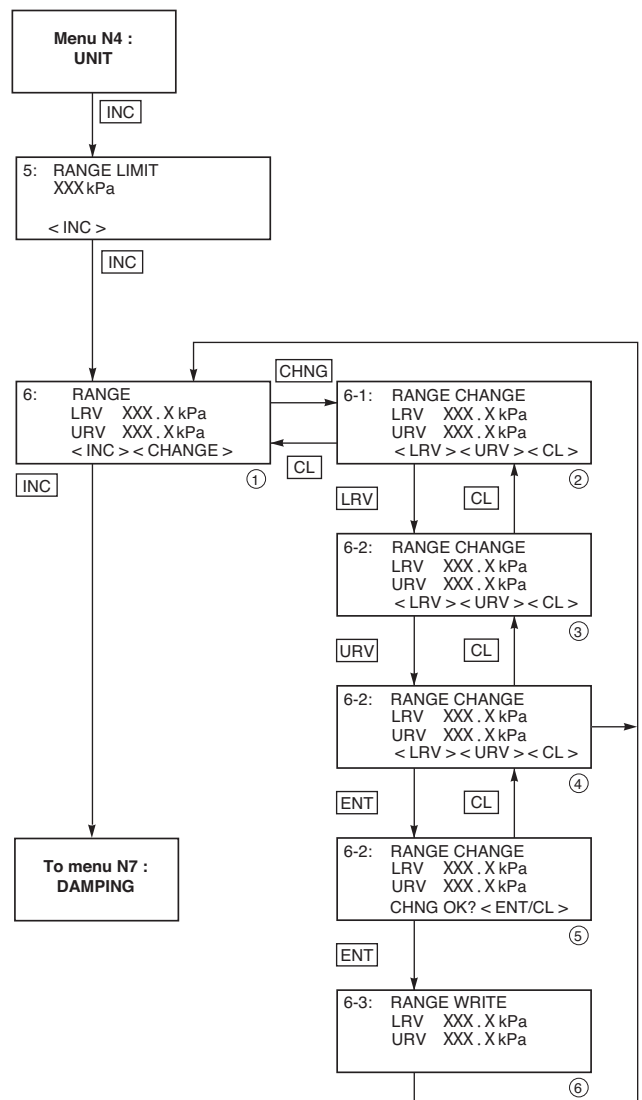 Menu N4 :
UNIT
INC
5: RANGE LIMIT
XXX kPa
< INC >
INC
6: RANGE
LRV XXX . X kPa
URV XXX . X kPa
< INC > < CHANGE >
1
CHNG
CL
6-1: RANGE CHANGE
LRV XXX . X kPa
URV XXX . X kPa
< LRV > < URV > < CL >
2
INC
LRV
CL
6-2: RANGE CHANGE
LRV XXX . X kPa
URV XXX . X kPa
< LRV > < URV > < CL >
3
URV
CL
6-2: RANGE CHANGE
LRV XXX . X kPa
URV XXX . X kPa
< LRV > < URV > < CL >
4
ENT
CL
To menu N7 :
DAMPING
6-2: RANGE CHANGE
LRV XXX . X kPa
URV XXX . X kPa
CHNG OK? < ENT/CL >
5
ENT
6-3: RANGE WRITE
LRV XXX . X kPa
URV XXX . X kPa
6